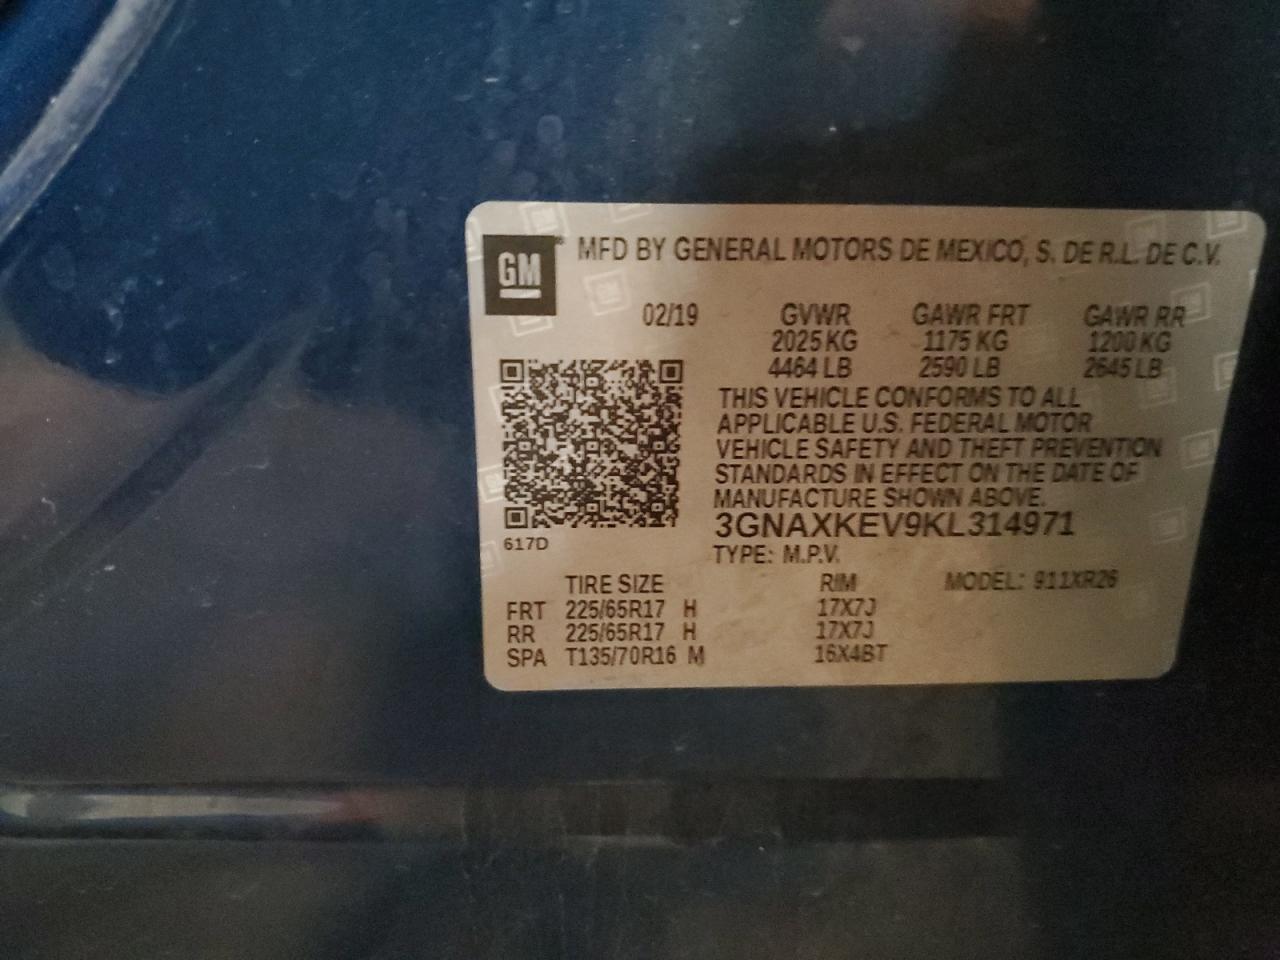 GM MFD BY GENERAL MOTORS DE MEXICO, S. DE R.L. DE C.V.
02/19 GVWR GAWR FRT GAWR RR
2025 KG 1175 KG 1200 KG
4464 LB 2590 LB 2645 LB
THIS VEHICLE CONFORMS TO ALL
APPLICABLE U.S. FEDERAL MOTOR
VEHICLE SAFETY AND THEFT PREVENTION
STANDARDS IN EFFECT ON THE DATE OF
MANUFACTURE SHOWN ABOVE.
3GNAXKEV9KL314971
617D
TYPE: M.P.V.
TIRE SIZE RIM MODEL: 911XR26
FRT 225/65R17 H 17X7J
RR 225/65R17 H 17X7J
SPA T135/70R16 M 16X4BT